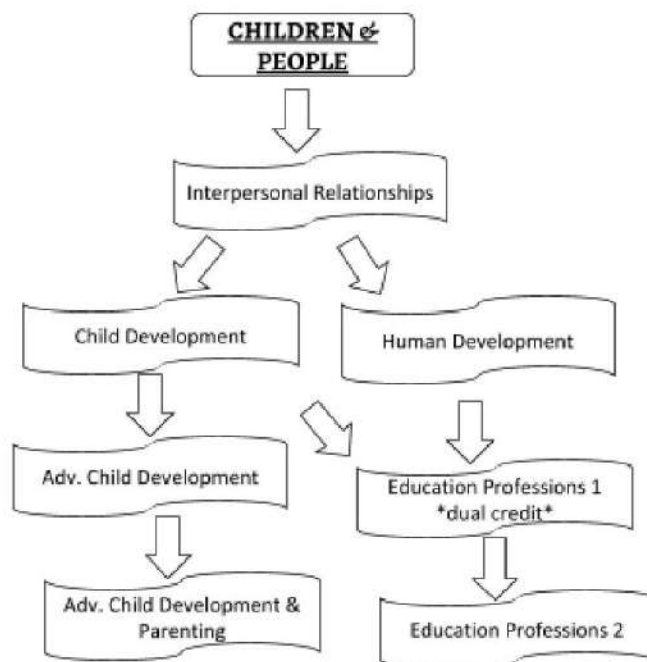 CHILDREN &
PEOPLE
Interpersonal Relationships
Child Development
Human Development
Adv. Child Development
Education Professions 1
*dual credit*
Adv. Child Development &
Parenting
Education Professions 2